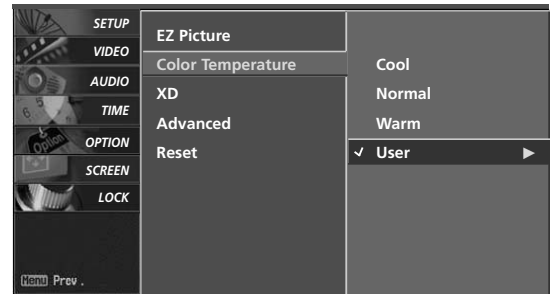 SETUP
VIDEO
AUDIO
TIME
OPTION
SCREEN
LOCK
Menu Prev.
EZ Picture
Color Temperature
XD
Advanced
Reset
Cool
Normal
Warm
✓ User ►
Option